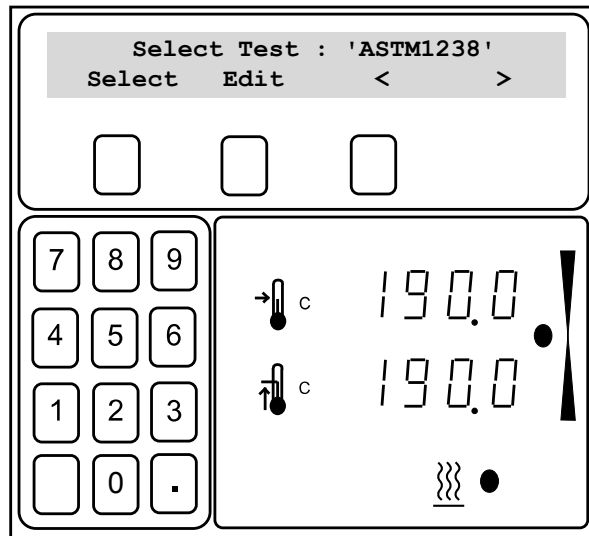 Select Test : 'ASTM1238'
Select Edit < >
7 8 9
C 190.0
4 5 6
C 190.0
1 2 3
0 .